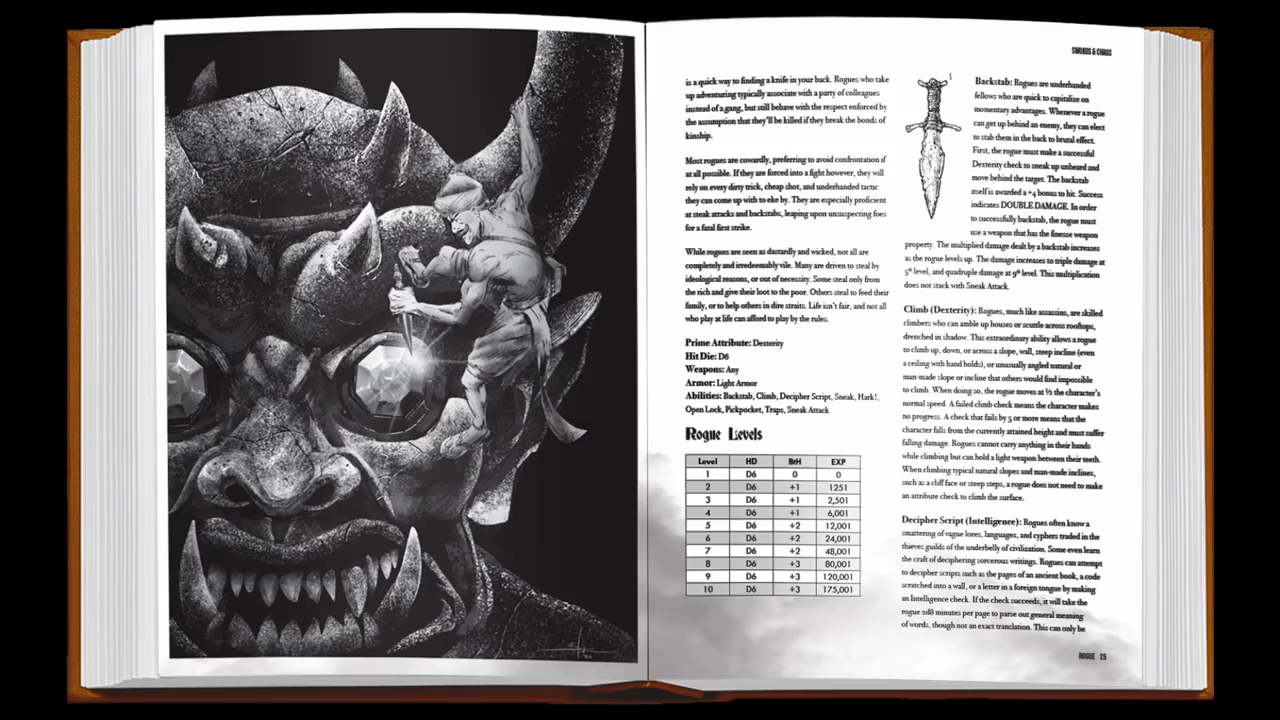 SWORDS & CHAOS
is a quick way to finding a knife in your back. Rogues who take
up adventuring typically associate with a party of colleagues
instead of a gang, but still behave with the respect enforced by
the assumption that they'll be killed if they break the bonds of
kinship.
Most rogues are cowardly, preferring to avoid confrontation if
at all possible. If they are forced into a fight however, they will
rely on every dirty trick, cheap shot, and underhanded tactic
they can come up with to eke by. They are especially proficient
at steak attacks and backstabs, leaping upon unsuspecting foes
for a fatal first strike.
While rogues are seen as dastardly and wicked, not all are
completely and irredeemably vile. Many are driven to steal by
ideological reasons, or out of necessity. Some steal only from
the rich and give their loot to the poor. Others steal to feed their
family, or to help others in dire straits. Life isn't fair, and not all
who play at life can afford to play by the rules.
Prime Attribute: Dexterity
Hit Die: D6
Weapons: Any
Armor: Light Armor
Abilities: Backstab, Climb, Decipher Script, Sneak, Hark!,
Open Lock, Pickpocket, Traps, Sneak Attack
Rogue Levels
Level HD BtH EXP
1 D6 0 0
2 D6 +1 1251
3 D6 +1 2,501
4 D6 +1 6,001
5 D6 +2 12,001
6 D6 +2 24,001
7 D6 +2 48,001
8 D6 +3 80,001
9 D6 +3 120,001
10 D6 +3 175,001
Backstab: Rogues are underhanded
fellows who are quick to capitalize on
momentary advantages. Whenever a rogue
can get up behind an enemy, they can elect
to stab them in the back to brutal effect.
First, the rogue must make a successful
Dexterity check to sneak up unheard and
move behind the target. The backstab
itself is awarded a +4 bonus to hit. Success
indicates DOUBLE DAMAGE. In order
to successfully backstab, the rogue must
use a weapon that has the finesse weapon
property. The multiplied damage dealt by a backstab increases
as the rogue levels up. The damage increases to triple damage at
5th level, and quadruple damage at 9th level. This multiplication
does not stack with Sneak Attack.
Climb (Dexterity): Rogues, much like assassins, are skilled
climbers who can amble up houses or scuttle across rooftops,
drenched in shadow. This extraordinary ability allows a rogue
to climb up, down, or across a slope, wall, steep incline (even
a ceiling with hand holds), or unusually angled natural or
man-made slope or incline that others would find impossible
to climb. When doing so, the rogue moves at ½ the character's
normal speed. A failed climb check means the character makes
no progress. A check that fails by 5 or more means that the
character falls from the currently attained height and must suffer
falling damage. Rogues cannot carry anything in their hands
while climbing but can hold a light weapon between their teeth.
When climbing typical natural slopes and man-made inclines,
such as a cliff face or steep steps, a rogue does not need to make
an attribute check to climb the surface.
Decipher Script (Intelligence): Rogues often know a
smattering of vague lores, languages, and cyphers traded in the
thieves guilds of the underbelly of civilization. Some even learn
the craft of deciphering sorcerous writings. Rogues can attempt
to decipher scripts such as the pages of an ancient book, a code
scratched into a wall, or a letter in a foreign tongue by making
an Intelligence check. If the check succeeds, it will take the
rogue 2d8 minutes per page to parse out general meaning
of words, though not an exact translation. This can only be
ROGUE 25